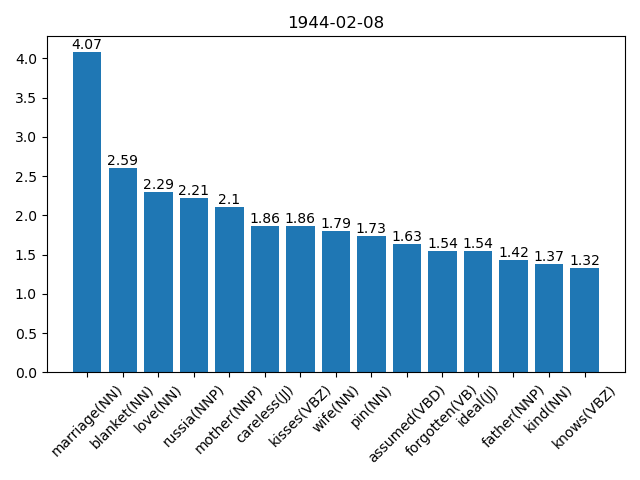 1944-02-08
4.07
2.59
2.29
2.21
2.1
1.86
1.86
1.79
1.73
1.63
1.54
1.54
1.42
1.37
1.32
4.0
3.5
3.0
2.5
2.0
1.5
1.0
0.5
0.0
marriage(NN)
blanket(NN)
love(NN)
russia(NNP)
mother(NNP)
careless(JJ)
kisses(VBZ)
wife(NN)
pin(NN)
assumed(VBD)
forgotten(VB)
ideal(JJ)
father(NNP)
kind(NN)
knows(VBZ)